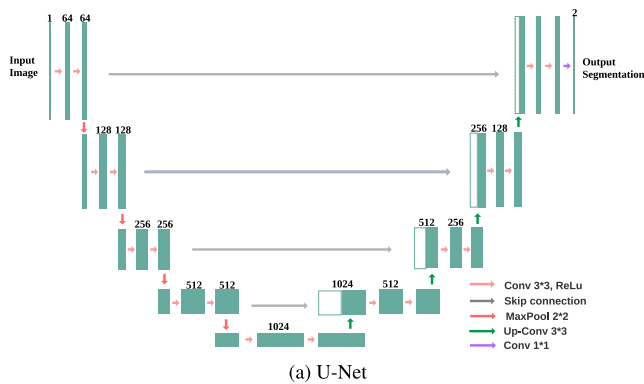 1 64 64
2
Input
Image
Output
Segmentation
128 128
256 128
256 256
512 256
512 512
1024 512
1024
Conv 3*3, ReLu
Skip connection
MaxPool 2*2
Up-Conv 3*3
Conv 1*1
(a) U-Net